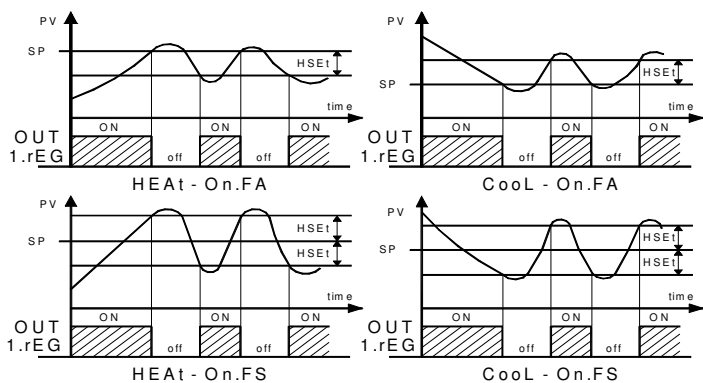 PV
SP
HSEt
time
ON ON ON
OUT
1.rEG
off off
HEAt - On.FA
PV
HSEt
SP
time
ON ON ON
OUT
1.rEG
off off
CooL - On.FA
PV
HSEt
SP
HSEt
time
ON ON ON
OUT
1.rEG
off off
HEAt - On.FS
PV
HSEt
SP
HSEt
time
ON ON ON
OUT
1.rEG
off off
CooL - On.FS